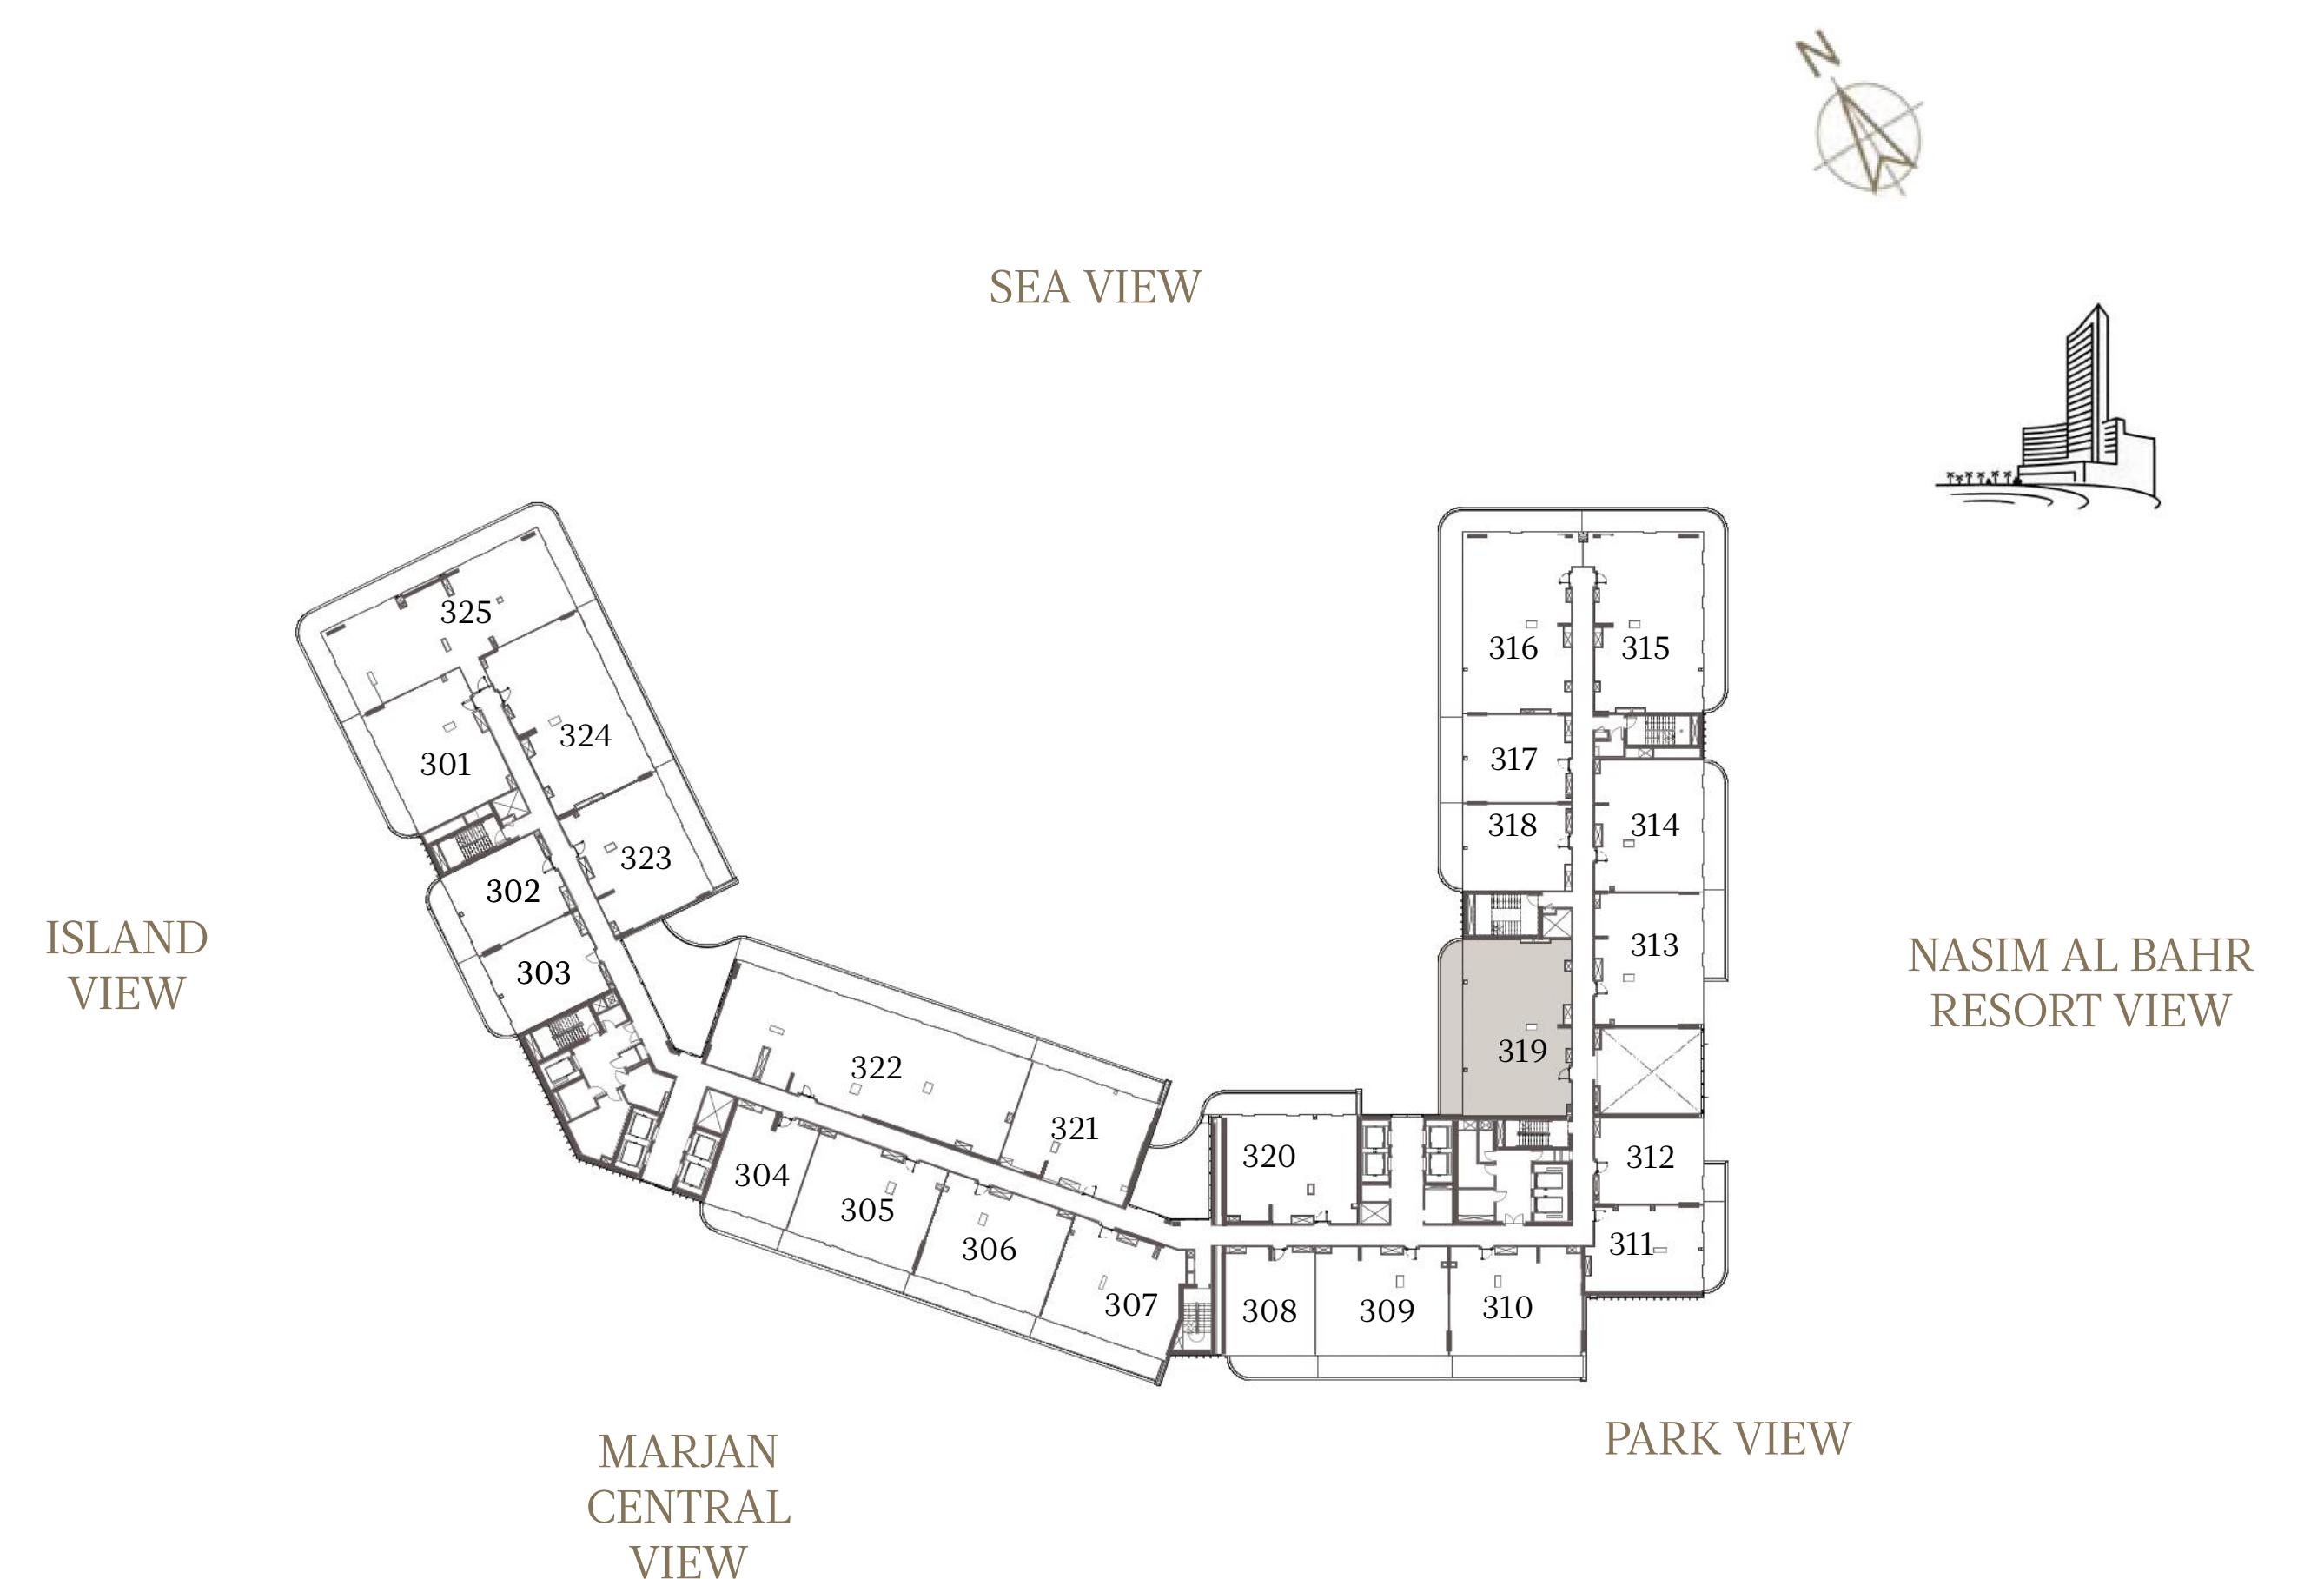 N
SEA VIEW
325
316
315
324
301
317
318
314
323
302
313
ISLAND
VIEW
303
NASIM AL BAHR
RESORT VIEW
319
322
321
320
312
304
305
306
311
307
308
309
310
PARK VIEW
MARJAN
CENTRAL
VIEW